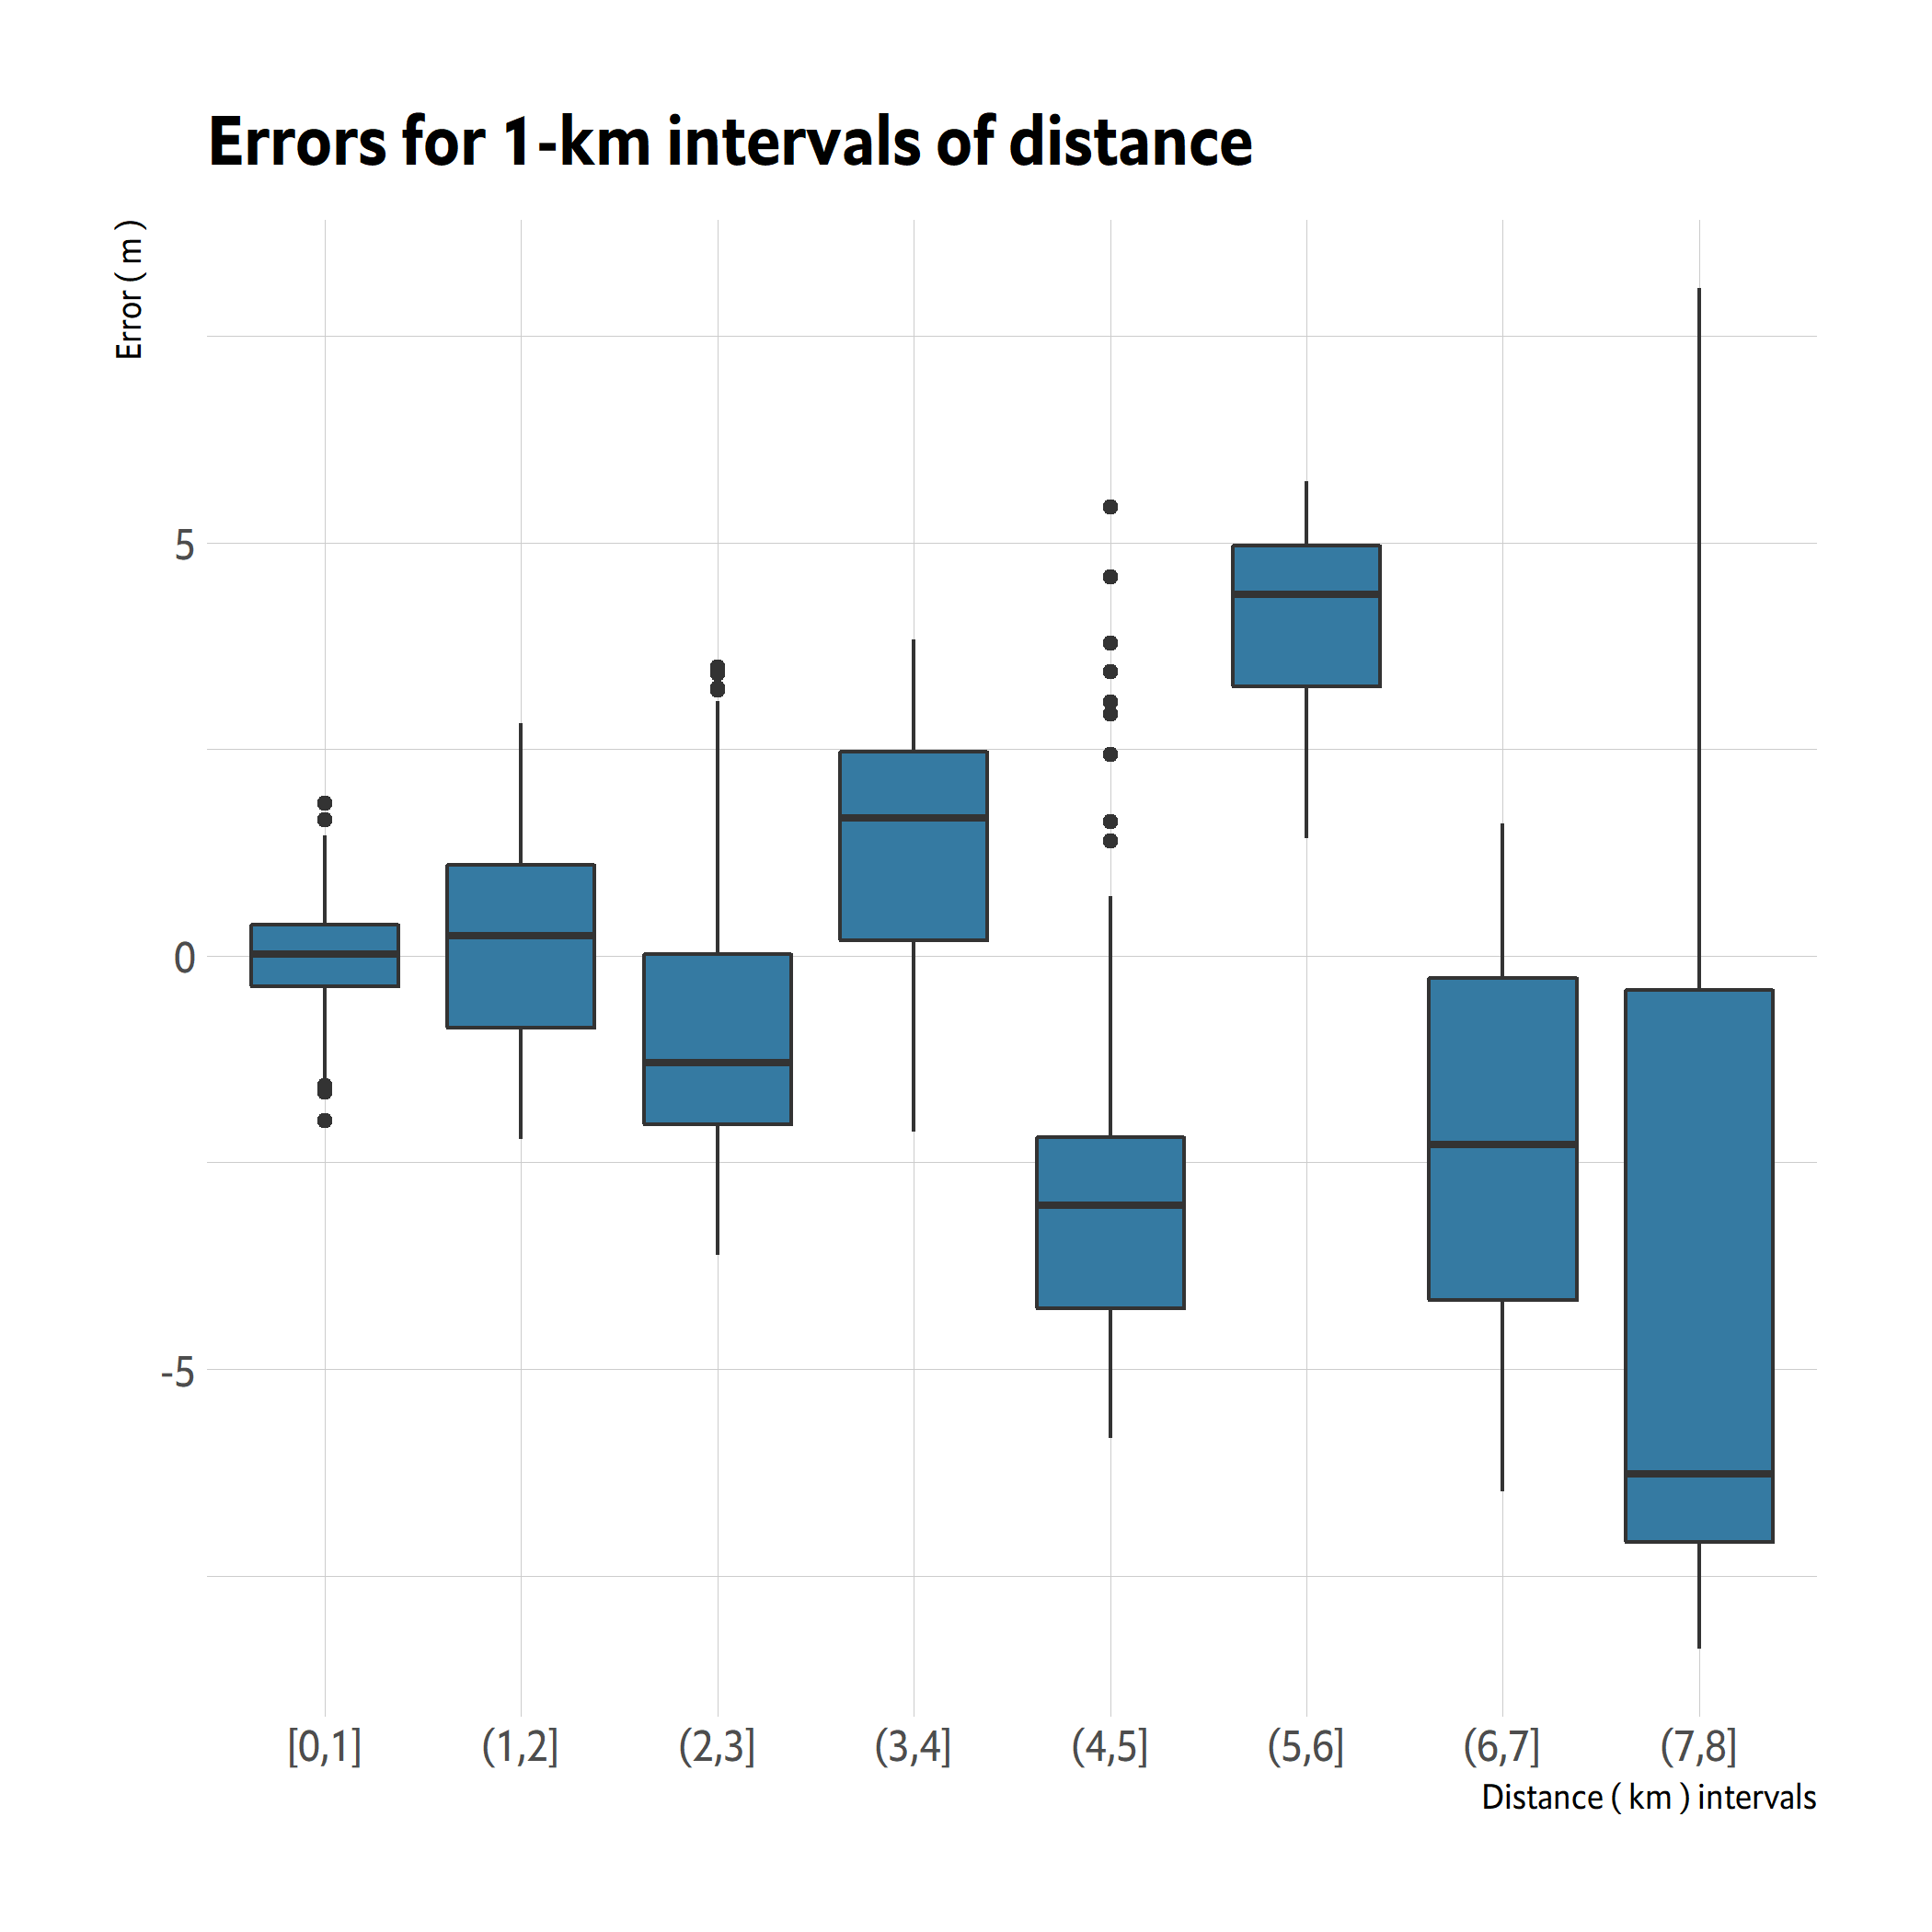 Errors for 1-km intervals of distance
Error ( m )
5
0
-5
[0,1] (1,2] (2,3] (3,4] (4,5] (5,6] (6,7] (7,8]
Distance ( km ) intervals